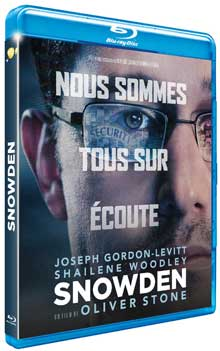 Blu-ray Disc
NOUS SOMMES
SECURITY
TOUS SUR
ÉCOUTE
JOSEPH GORDON-LEVITT
SHAILENE WOODLEY
SNOWDEN
UN FILM DE OLIVER STONE
SNOWDEN